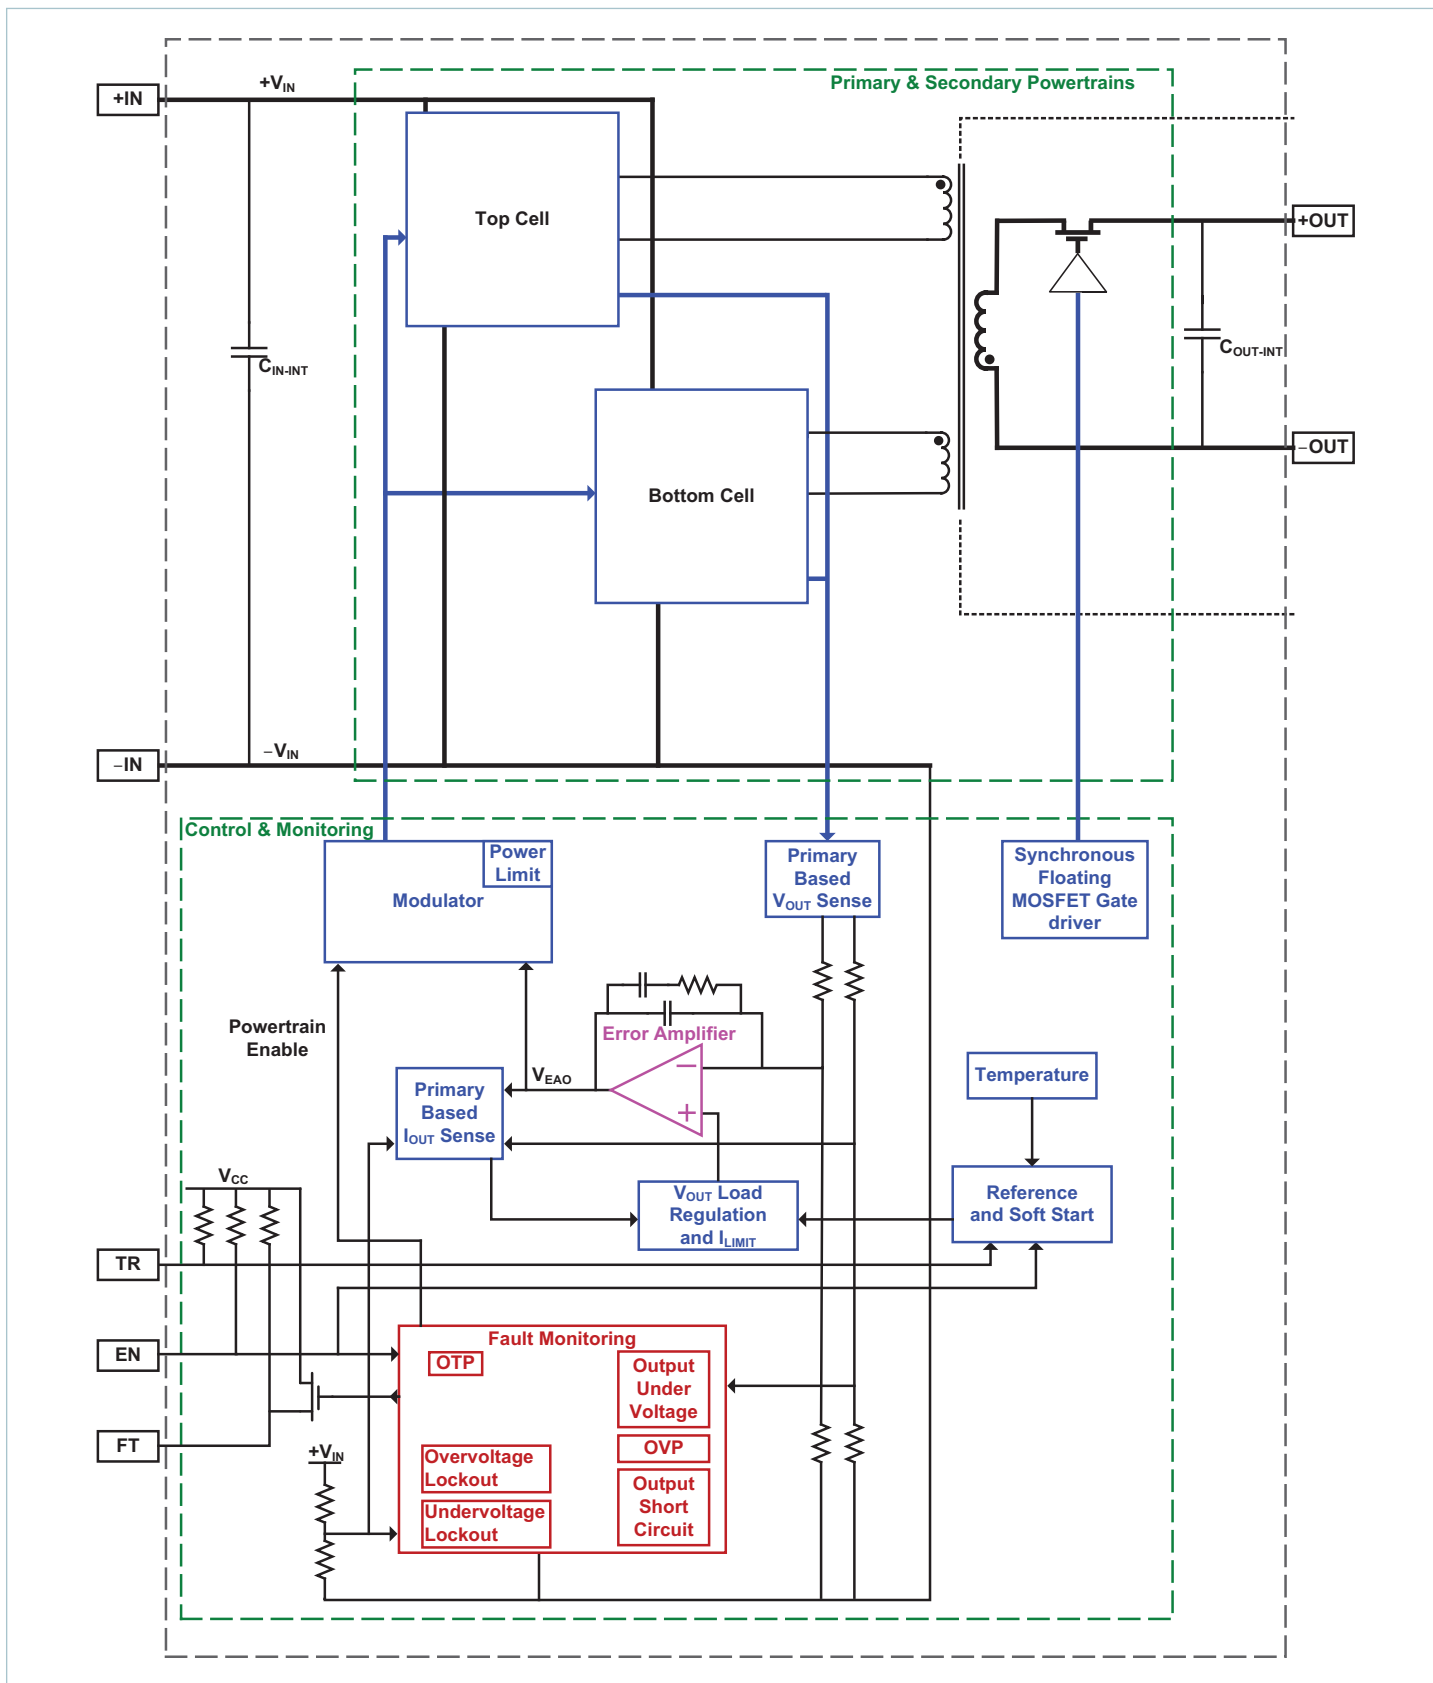 Primary & Secondary Powertrains
+IN
+VIN
Top Cell
+OUT
CIN-INT
COUT-INT
−OUT
Bottom Cell
−IN
−VIN
Control & Monitoring
Modulator
Power
Limit
Primary
Based
VOUT Sense
Synchronous
Floating
MOSFET Gate
driver
Powertrain
Enable
Error Amplifier
−
+
VEAO
Primary
Based
IOUT Sense
Temperature
VCC
VOUT Load
Regulation
and ILIMIT
Reference
and Soft Start
TR
EN
FT
Fault Monitoring
OTP
Output
Under
Voltage
+VIN
Overvoltage
Lockout
OVP
Undervoltage
Lockout
Output
Short
Circuit